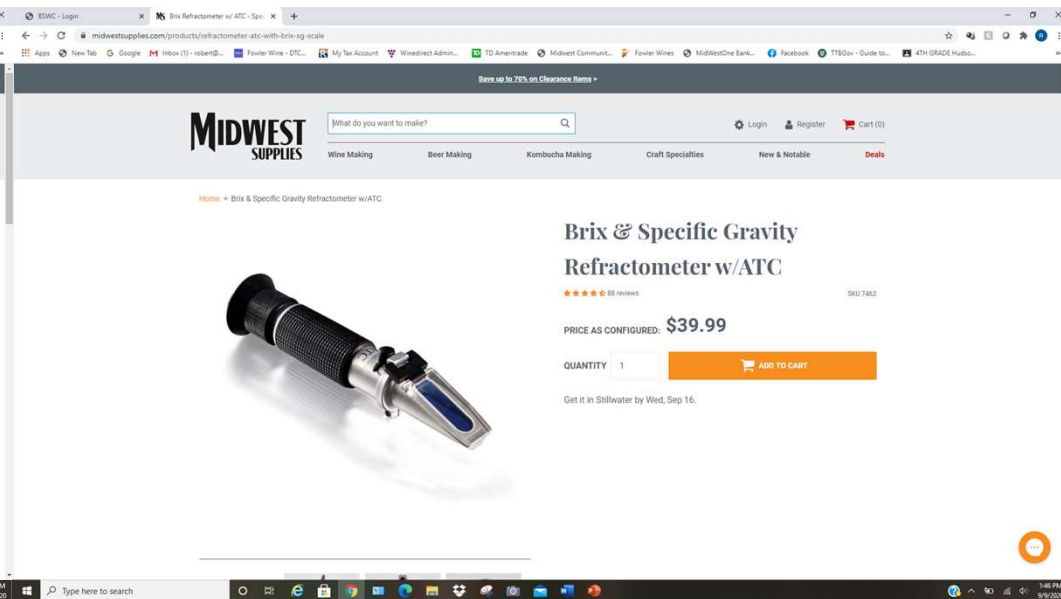 BSWC - Login
Brix Refractometer w/ ATC - Spec
midwestsupplies.com/products/refractometer-atc-with-brix-sg-scale
Apps New Tab Google Inbox (1) - robert@... Fowler Wine - DTC... My Tax Account Winedirect Admin... TD Ameritrade Midwest Communit... Fowler Wines MidWestOne Bank... Facebook TTBGov - Guide to... 4TH GRADE Hudso...
Save up to 70% on Clearance Items >
MIDWEST
SUPPLIES
What do you want to make?
Login Register Cart (0)
Wine Making Beer Making Kombucha Making Craft Specialties New & Notable Deals
Home > Brix & Specific Gravity Refractometer w/ATC
Brix & Specific Gravity
Refractometer w/ATC
88 reviews SKU 7462
PRICE AS CONFIGURED: $39.99
QUANTITY 1 ADD TO CART
Get it in Stillwater by Wed, Sep 16.
Type here to search
1:46 PM